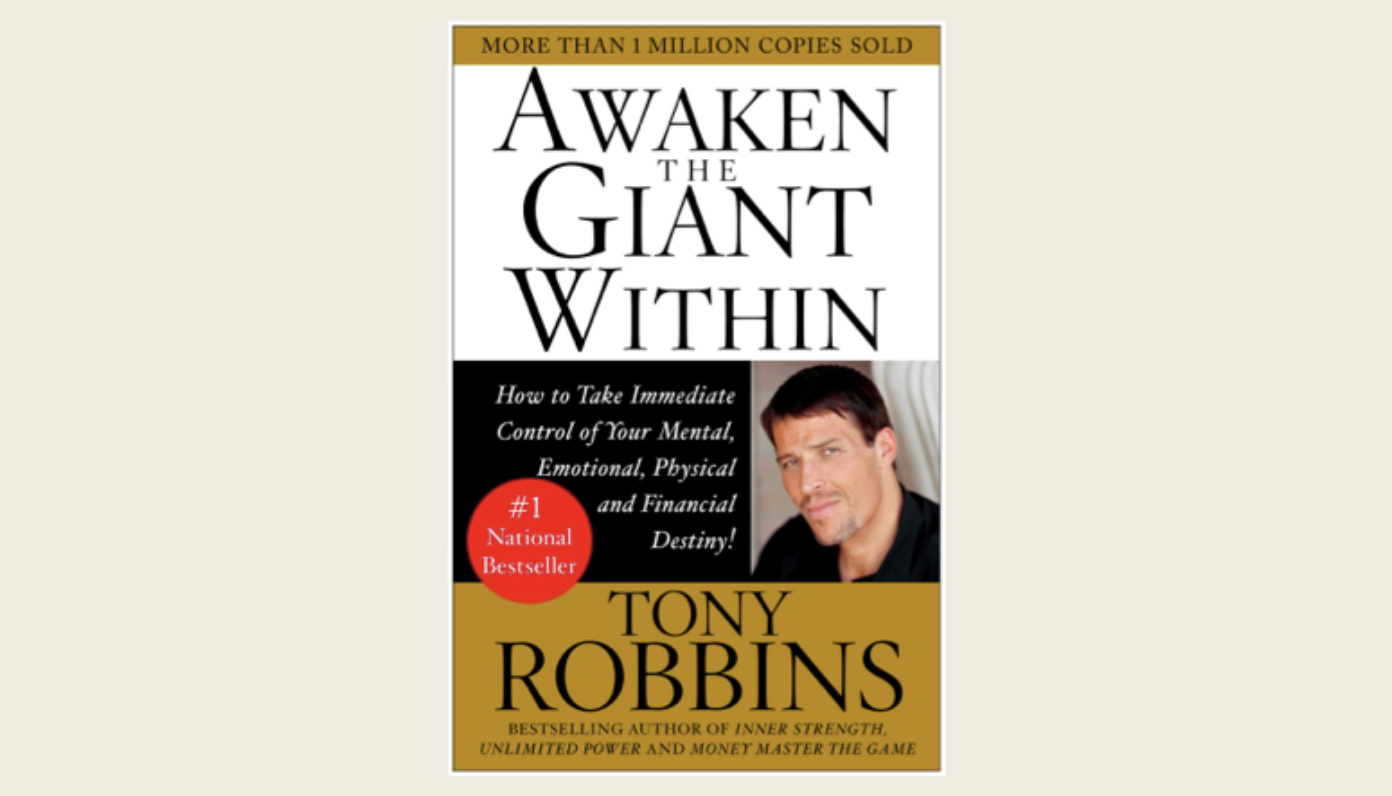 MORE THAN 1 MILLION COPIES SOLD
AWAKEN
THE
GIANT
WITHIN
How to Take Immediate
Control of Your Mental,
Emotional, Physical
and Financial
Destiny!
#1
National
Bestseller
TONY
ROBBINS
BESTSELLING AUTHOR OF INNER STRENGTH,
UNLIMITED POWER AND MONEY MASTER THE GAME